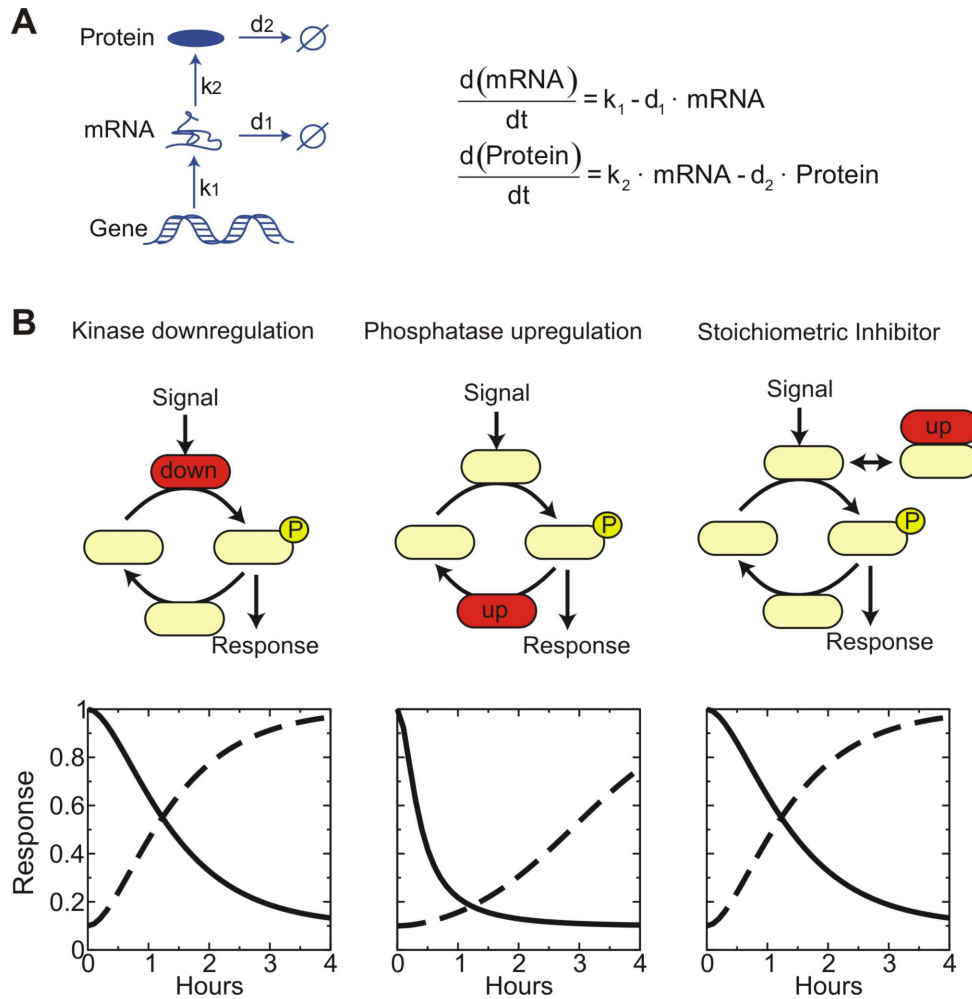 A
Protein
d2
k2
mRNA
d1
k1
Gene
d(mRNA)/dt = k₁ - d₁ · mRNA
d(Protein)/dt = k₂ · mRNA - d₂ · Protein
B
Kinase downregulation
Phosphatase upregulation
Stoichiometric Inhibitor
Signal
down
P
Response
Signal
P
up
Response
Signal
up
P
Response
Response
1
0.8
0.6
0.4
0.2
0
0 1 2 3 4
Hours
0 1 2 3 4
Hours
0 1 2 3 4
Hours